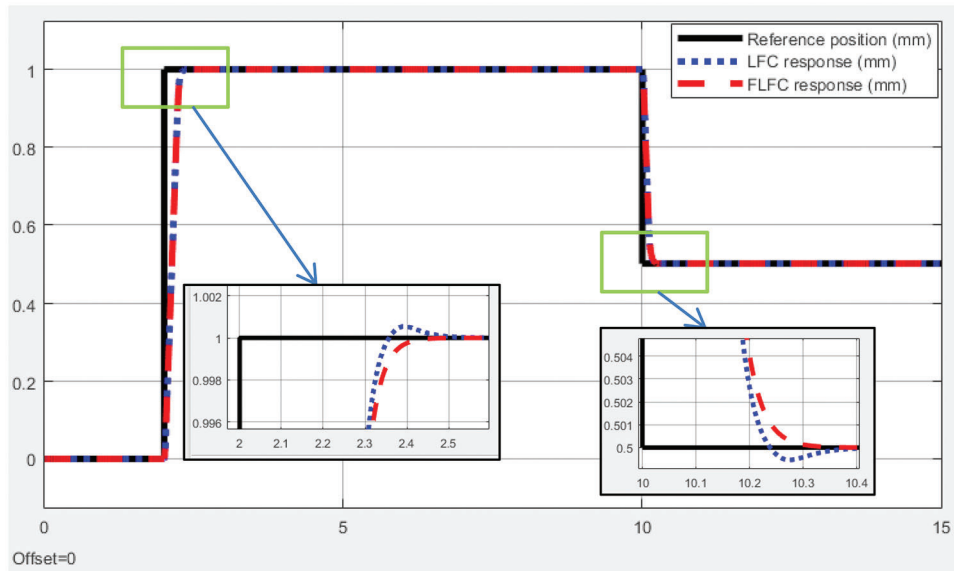 Reference position (mm)
LFC response (mm)
FLFC response (mm)
1
0.8
0.6
0.4
0.2
0
0 5 10 15
1.002
1
0.998
0.996
2 2.1 2.2 2.3 2.4 2.5
0.504
0.503
0.502
0.501
0.5
10 10.1 10.2 10.3 10.4
Offset=0